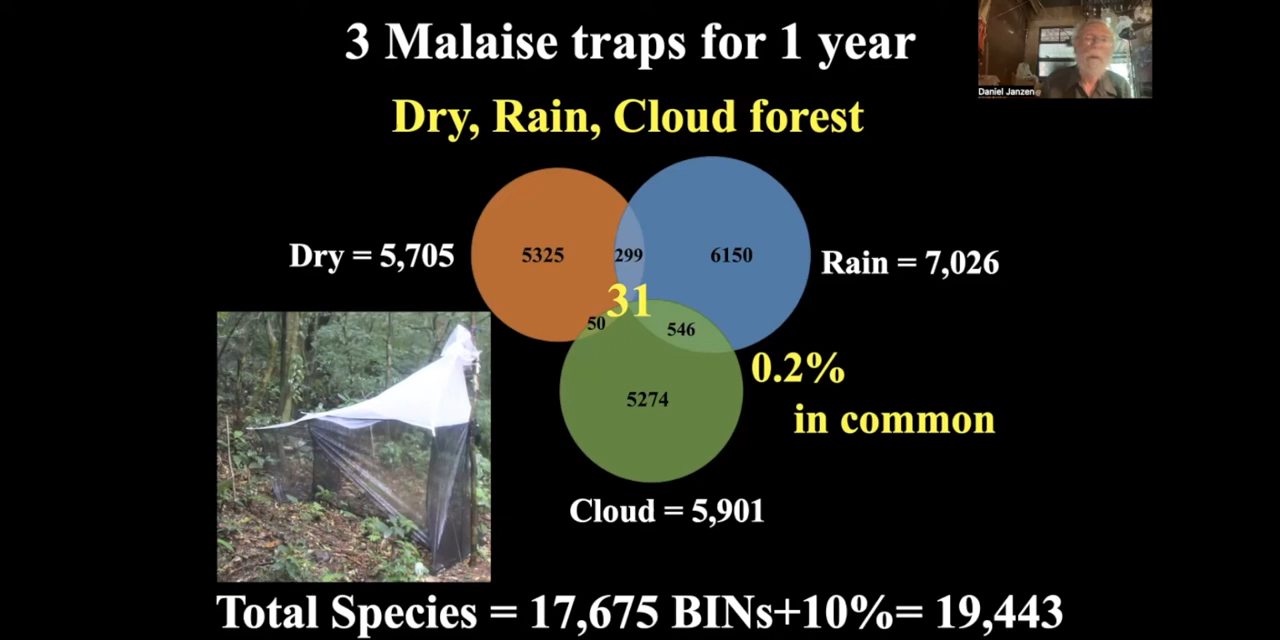 3 Malaise traps for 1 year
Daniel Janzen
Dry, Rain, Cloud forest
Dry = 5,705
5325
299
6150
Rain = 7,026
31
50
546
0.2%
in common
5274
Cloud = 5,901
Total Species = 17,675 BINs+10%= 19,443